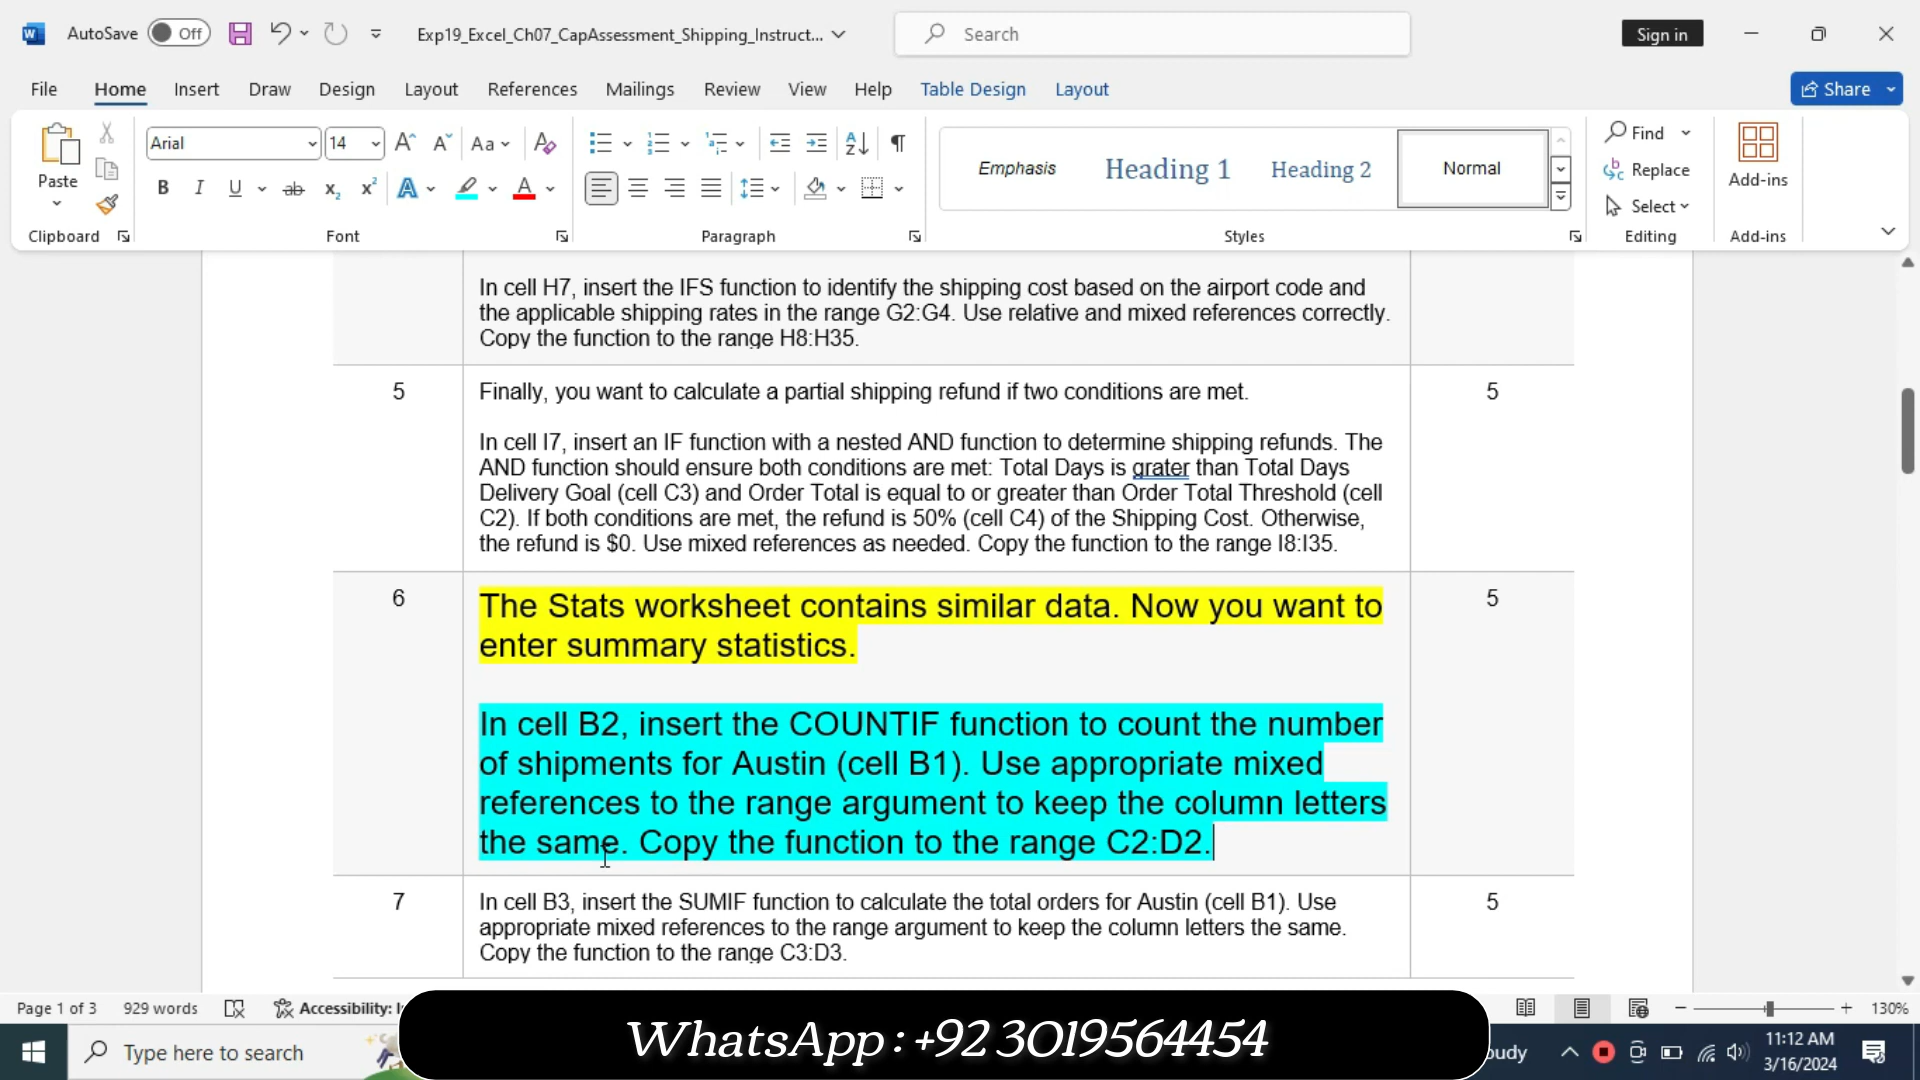 AutoSave Off Exp19_Excel_Ch07_CapAssessment_Shipping_Instruct... Search Sign in
File Home Insert Draw Design Layout References Mailings Review View Help Table Design Layout Share
Paste Arial 14 Emphasis Heading 1 Heading 2 Normal Find Replace Select Add-ins
Clipboard Font Paragraph Styles Editing Add-ins
In cell H7, insert the IFS function to identify the shipping cost based on the airport code and
the applicable shipping rates in the range G2:G4. Use relative and mixed references correctly.
Copy the function to the range H8:H35.
5 Finally, you want to calculate a partial shipping refund if two conditions are met. 5
In cell I7, insert an IF function with a nested AND function to determine shipping refunds. The
AND function should ensure both conditions are met: Total Days is grater than Total Days
Delivery Goal (cell C3) and Order Total is equal to or greater than Order Total Threshold (cell
C2). If both conditions are met, the refund is 50% (cell C4) of the Shipping Cost. Otherwise,
the refund is $0. Use mixed references as needed. Copy the function to the range I8:I35.
6 The Stats worksheet contains similar data. Now you want to 5
enter summary statistics.
In cell B2, insert the COUNTIF function to count the number
of shipments for Austin (cell B1). Use appropriate mixed
references to the range argument to keep the column letters
the same. Copy the function to the range C2:D2.
7 In cell B3, insert the SUMIF function to calculate the total orders for Austin (cell B1). Use 5
appropriate mixed references to the range argument to keep the column letters the same.
Copy the function to the range C3:D3.
Page 1 of 3 929 words Accessibility: 130%
WhatsApp : +92 3019564454
Type here to search 11:12 AM
3/16/2024